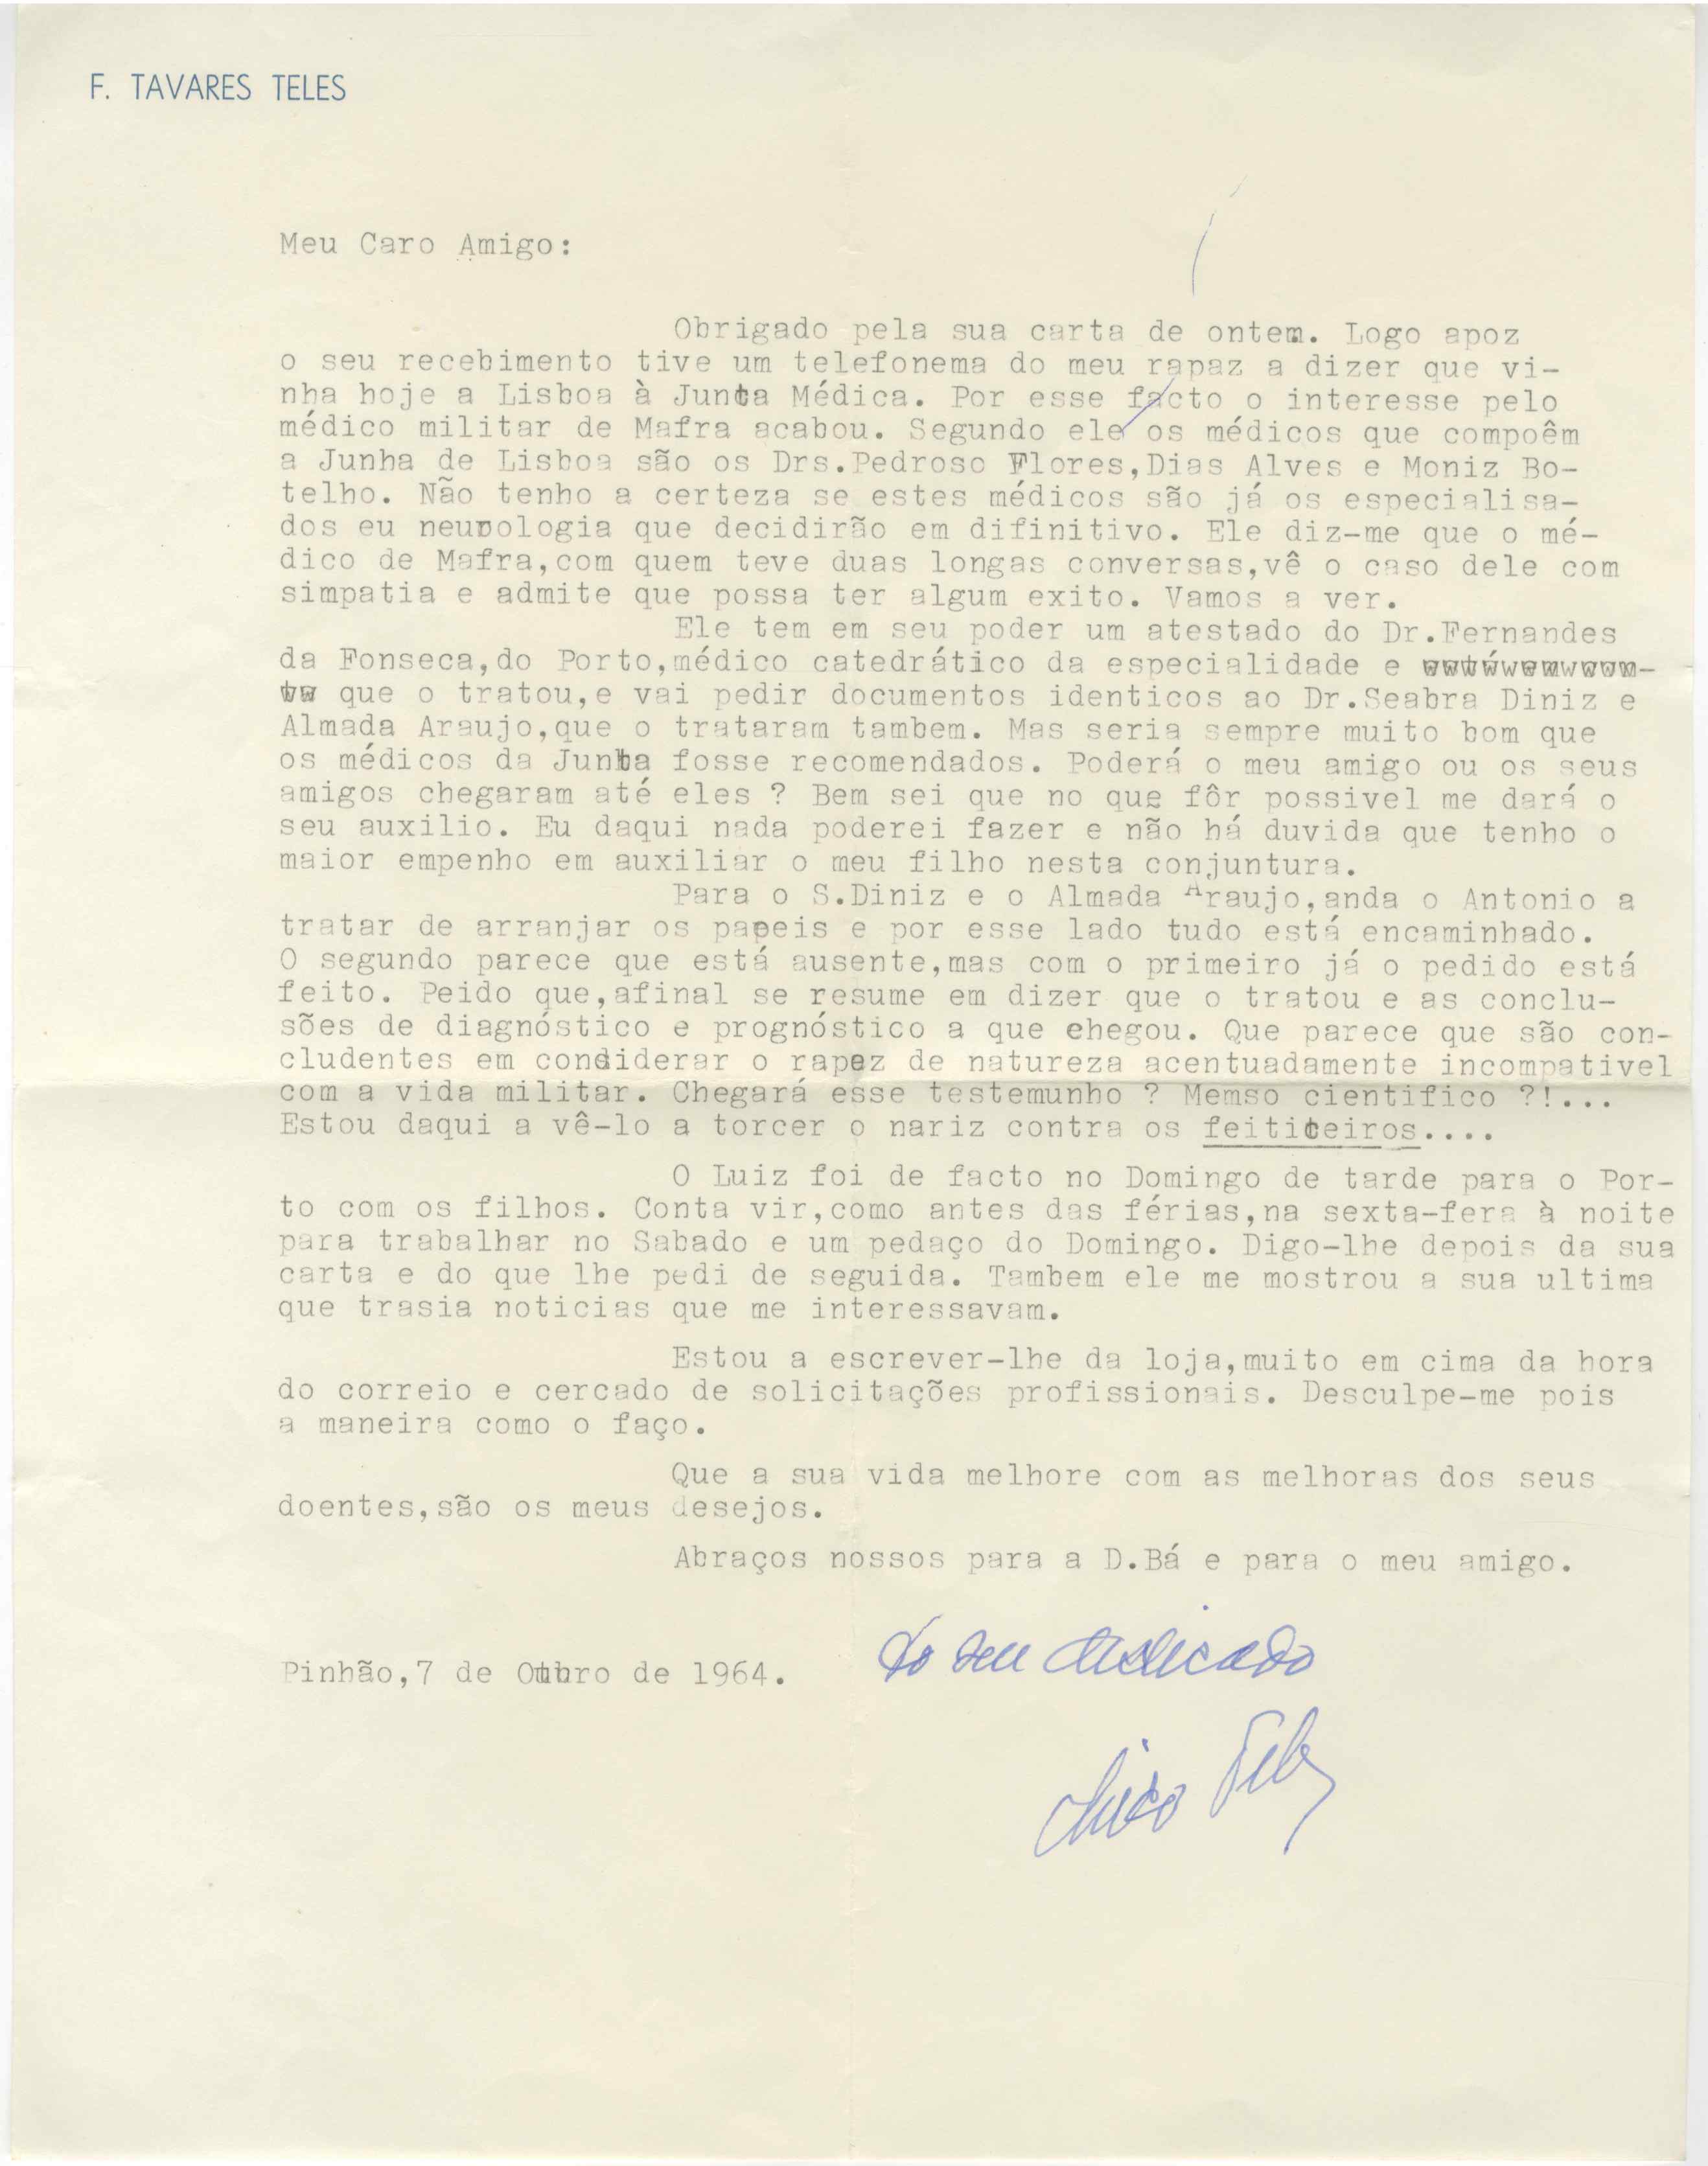 F. TAVARES TELES
Meu Caro Amigo:
Obrigado pela sua carta de ontem. Logo apoz
o seu recebimento tive um telefonema do meu rapaz a dizer que vi-
nha hoje a Lisboa à Junta Médica. Por esse facto o interesse pelo
médico militar de Mafra acabou. Segundo ele os médicos que compoêm
a Junha de Lisboa são os Drs.Pedroso Flores,Dias Alves e Moniz Bo-
telho. Não tenho a certeza se estes médicos são já os especialisa-
dos eu neurologia que decidirão em difinitivo. Ele diz-me que o mé-
dico de Mafra,com quem teve duas longas conversas,vê o caso dele com
simpatia e admite que possa ter algum exito. Vamos a ver.
Ele tem em seu poder um atestado do Dr.Fernandes
da Fonseca,do Porto,médico catedrático da especialidade e
que o tratou,e vai pedir documentos identicos ao Dr.Seabra Diniz e
Almada Araujo,que o trataram tambem. Mas seria sempre muito bom que
os médicos da Junta fosse recomendados. Poderá o meu amigo ou os seus
amigos chegaram até eles ? Bem sei que no que fôr possivel me dará o
seu auxilio. Eu daqui nada poderei fazer e não há duvida que tenho o
maior empenho em auxiliar o meu filho nesta conjuntura.
Para o S.Diniz e o Almada Araujo,anda o Antonio a
tratar de arranjar os papeis e por esse lado tudo está encaminhado.
O segundo parece que está ausente,mas com o primeiro já o pedido está
feito. Peido que,afinal se resume em dizer que o tratou e as conclu-
sões de diagnóstico e prognóstico a que chegou. Que parece que são con-
cludentes em considerar o rapez de natureza acentuadamente incompativel
com a vida militar. Chegará esse testemunho ? Memso cientifico ?!...
Estou daqui a vê-lo a torcer o nariz contra os feiticeiros....
O Luiz foi de facto no Domingo de tarde para o Por-
to com os filhos. Conta vir,como antes das férias,na sexta-fera à noite
para trabalhar no Sabado e um pedaço do Domingo. Digo-lhe depois da sua
carta e do que lhe pedi de seguida. Tambem ele me mostrou a sua ultima
que trasia noticias que me interessavam.
Estou a escrever-lhe da loja,muito em cima da hora
do correio e cercado de solicitações profissionais. Desculpe-me pois
a maneira como o faço.
Que a sua vida melhore com as melhoras dos seus
doentes,são os meus desejos.
Abraços nossos para a D.Bá e para o meu amigo.
do seu dedicado
Pinhão,7 de Outbro de 1964.
Chico Teles